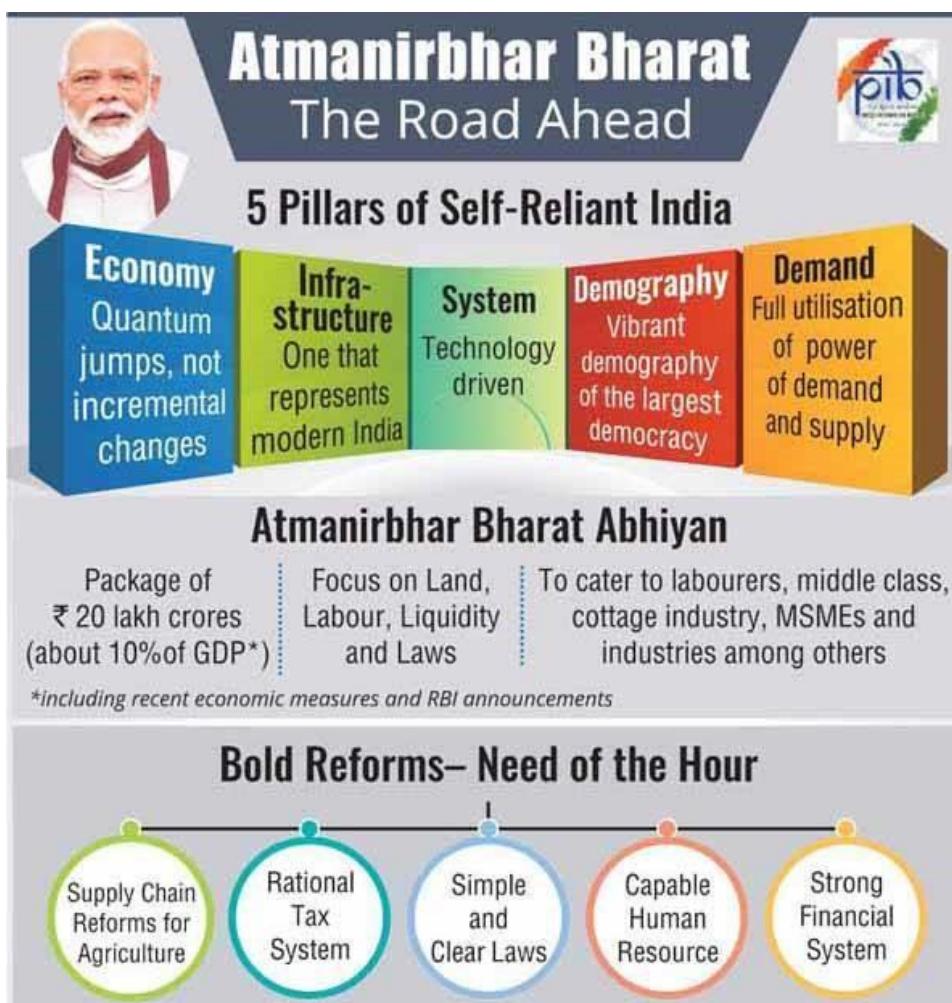 Atmanirbhar Bharat
The Road Ahead
pib
5 Pillars of Self-Reliant India
Economy
Quantum
jumps, not
incremental
changes
Infra-
structure
One that
represents
modern India
System
Technology
driven
Demography
Vibrant
demography
of the largest
democracy
Demand
Full utilisation
of power
of demand
and supply
Atmanirbhar Bharat Abhiyan
Package of
₹ 20 lakh crores
(about 10%of GDP*)
Focus on Land,
Labour, Liquidity
and Laws
To cater to labourers, middle class,
cottage industry, MSMEs and
industries among others
*including recent economic measures and RBI announcements
Bold Reforms– Need of the Hour
Supply Chain
Reforms for
Agriculture
Rational
Tax
System
Simple
and
Clear Laws
Capable
Human
Resource
Strong
Financial
System